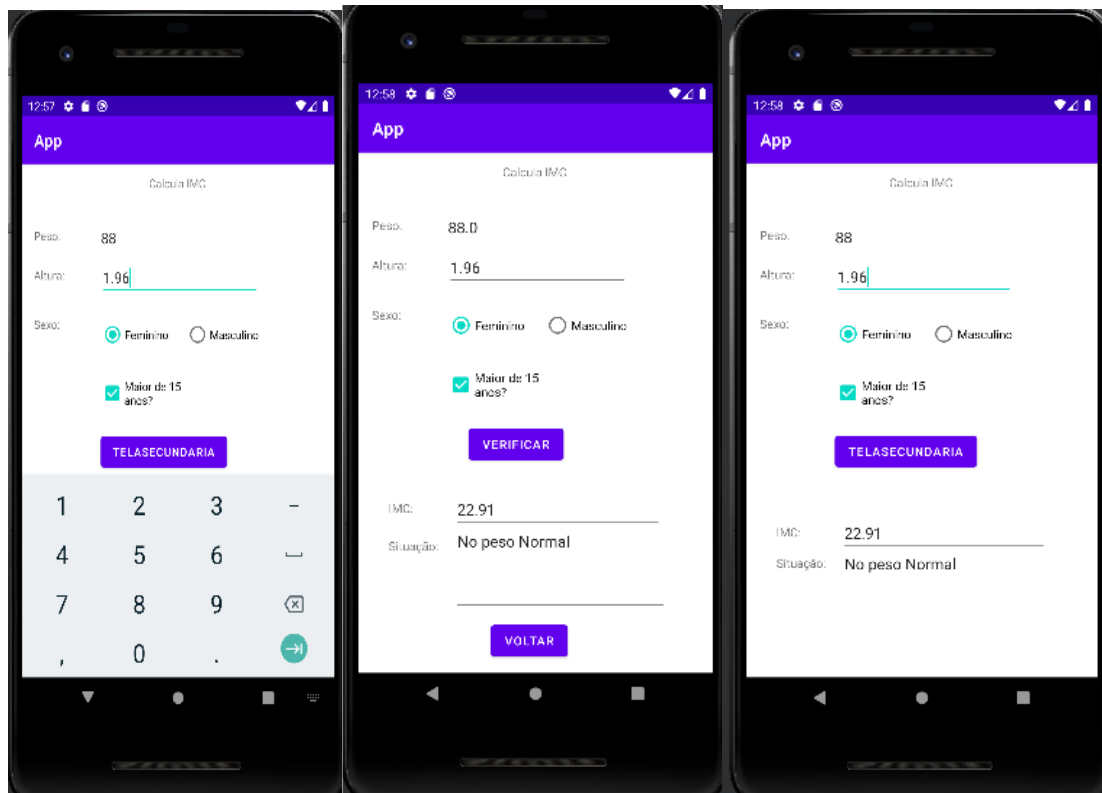 12:57
App
Calcula IMC
Peso:
88
Altura:
1.96
Sexo:
Feminino
Masculino
Maior de 15
anos?
TELASECUNDARIA
1 2 3 -
4 5 6
7 8 9
, 0 .
12:58
App
Calcula IMC
Peso:
88.0
Altura:
1.96
Sexo:
Feminino
Masculino
Maior de 15
anos?
VERIFICAR
IMC:
22.91
Situação:
No peso Normal
VOLTAR
12:58
App
Calcula IMC
Peso:
88
Altura:
1.96
Sexo:
Feminino
Masculino
Maior de 15
anos?
TELASECUNDARIA
IMC:
22.91
Situação:
No peso Normal